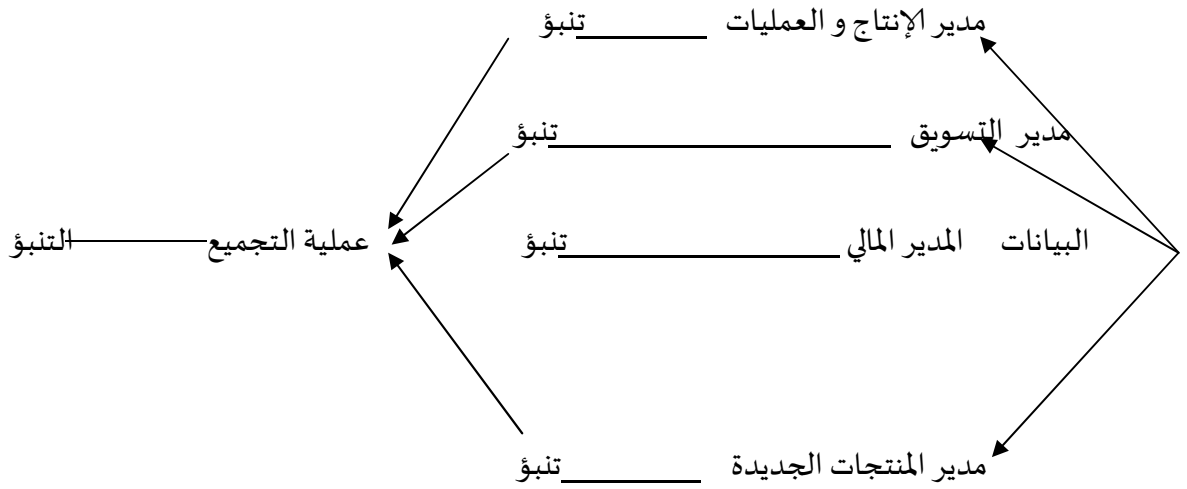 مدير الإنتاج و العمليات تنبؤ
مدير التسويق تنبؤ
البيانات المدير المالي تنبؤ عملية التجميع التنبؤ
مدير المنتجات الجديدة تنبؤ